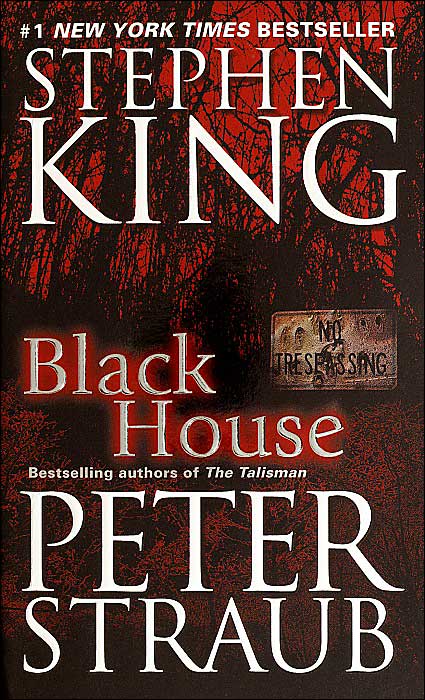 #1 NEW YORK TIMES BESTSELLER
STEPHEN
KING
NO
TRESPASSING
Black
House
Bestselling authors of The Talisman
PETER
STRAUB